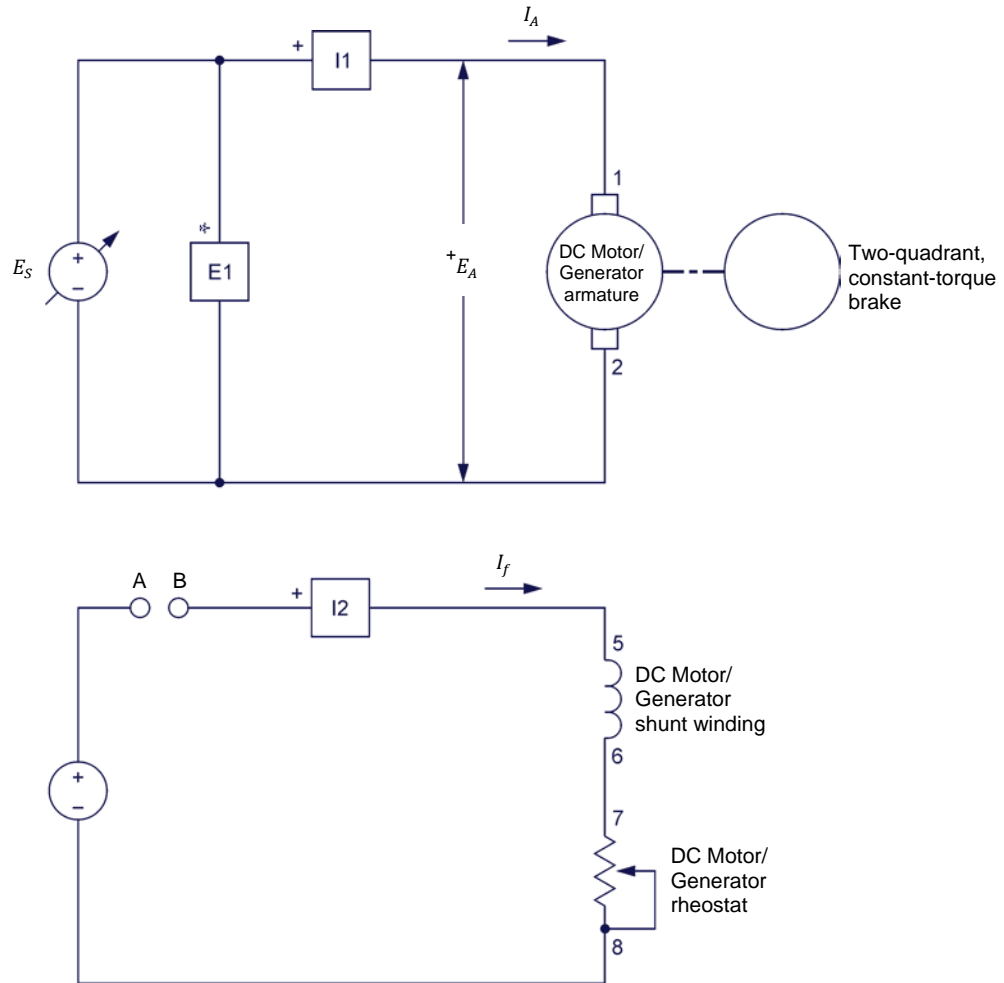 I_A
+ I1
1
E_S
+
−
+
E1
+E_A
DC Motor/
Generator
armature
Two-quadrant,
constant-torque
brake
2
A B
+ I2
I_f
5
DC Motor/
Generator
shunt winding
6
+
−
7
DC Motor/
Generator
rheostat
8